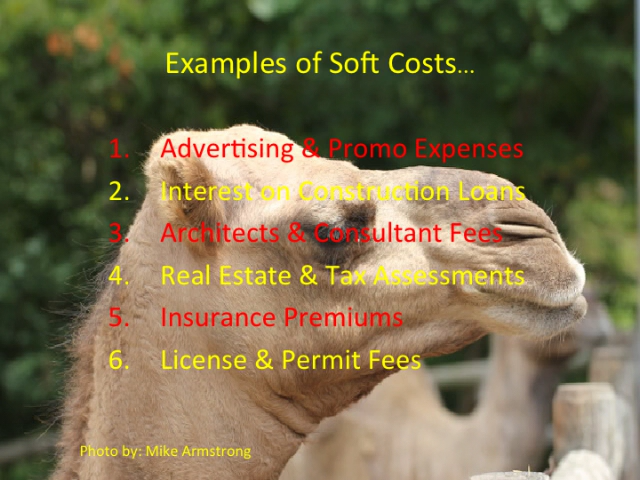 Examples of Soft Costs...
1. Advertising & Promo Expenses
2. Interest on Construction Loans
3. Architects & Consultant Fees
4. Real Estate & Tax Assessments
5. Insurance Premiums
6. License & Permit Fees
Photo by: Mike Armstrong